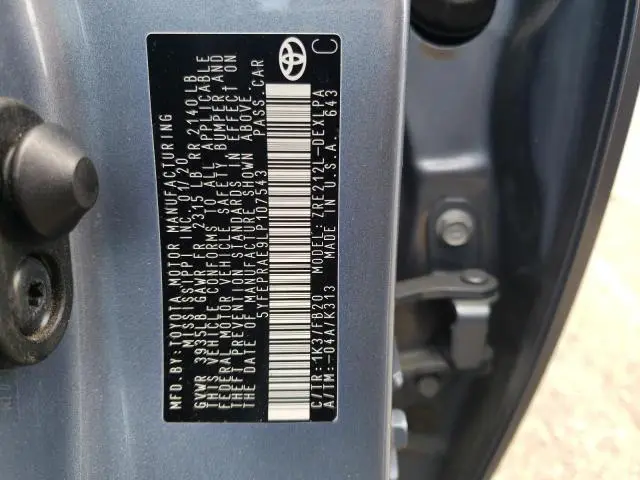 MFD. BY: TOYOTA MOTOR MANUFACTURING
MISSISSIPPI INC. 01/20
GVWR 3935LB GAWR FR 2315 LB RR 2140LB
THIS VEHICLE CONFORMS TO ALL APPLICABLE
FEDERAL MOTOR VEHICLE SAFETY, BUMPER AND
THEFT PREVENTION STANDARDS IN EFFECT ON
THE DATE OF MANUFACTURE SHOWN ABOVE.
5YFEPRAE9LP107543 PASS.CAR
C/TR: 1K3/FB20 MODEL: ZRE212L-DEXEPA
A/TM: -04A/K313 MADE IN U.S.A. 643
C